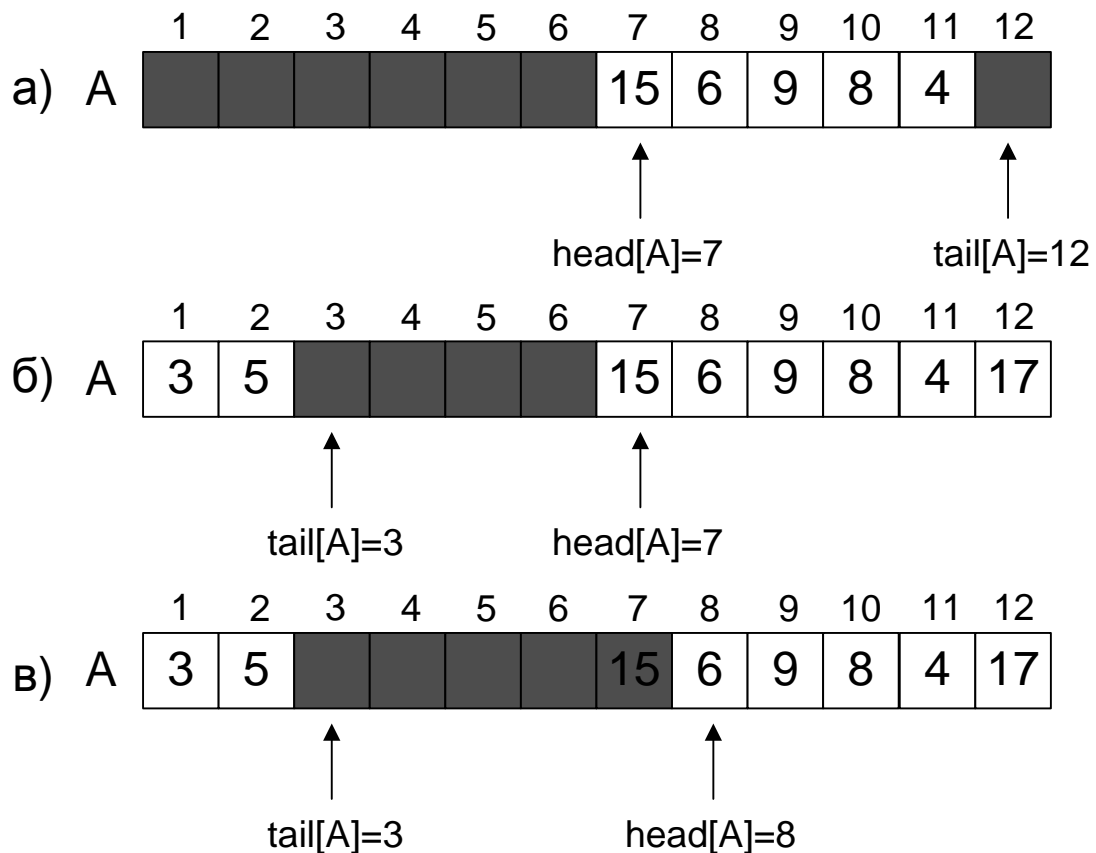 1 2 3 4 5 6 7 8 9 10 11 12
а) A 15 6 9 8 4
head[A]=7 tail[A]=12
1 2 3 4 5 6 7 8 9 10 11 12
б) A 3 5 15 6 9 8 4 17
tail[A]=3 head[A]=7
1 2 3 4 5 6 7 8 9 10 11 12
в) A 3 5 15 6 9 8 4 17
tail[A]=3 head[A]=8